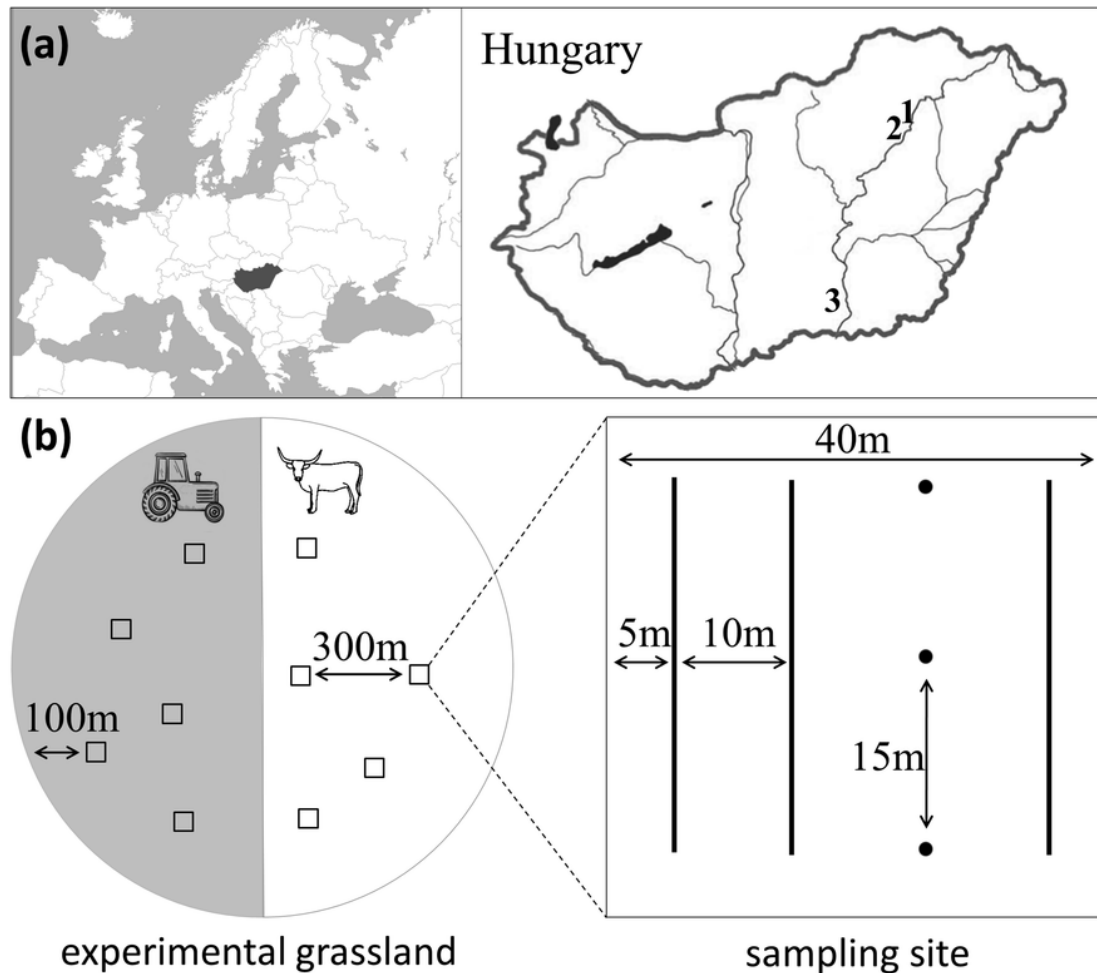 (a)
Hungary
1
2
3
(b)
40m
5m
10m
300m
100m
15m
experimental grassland
sampling site